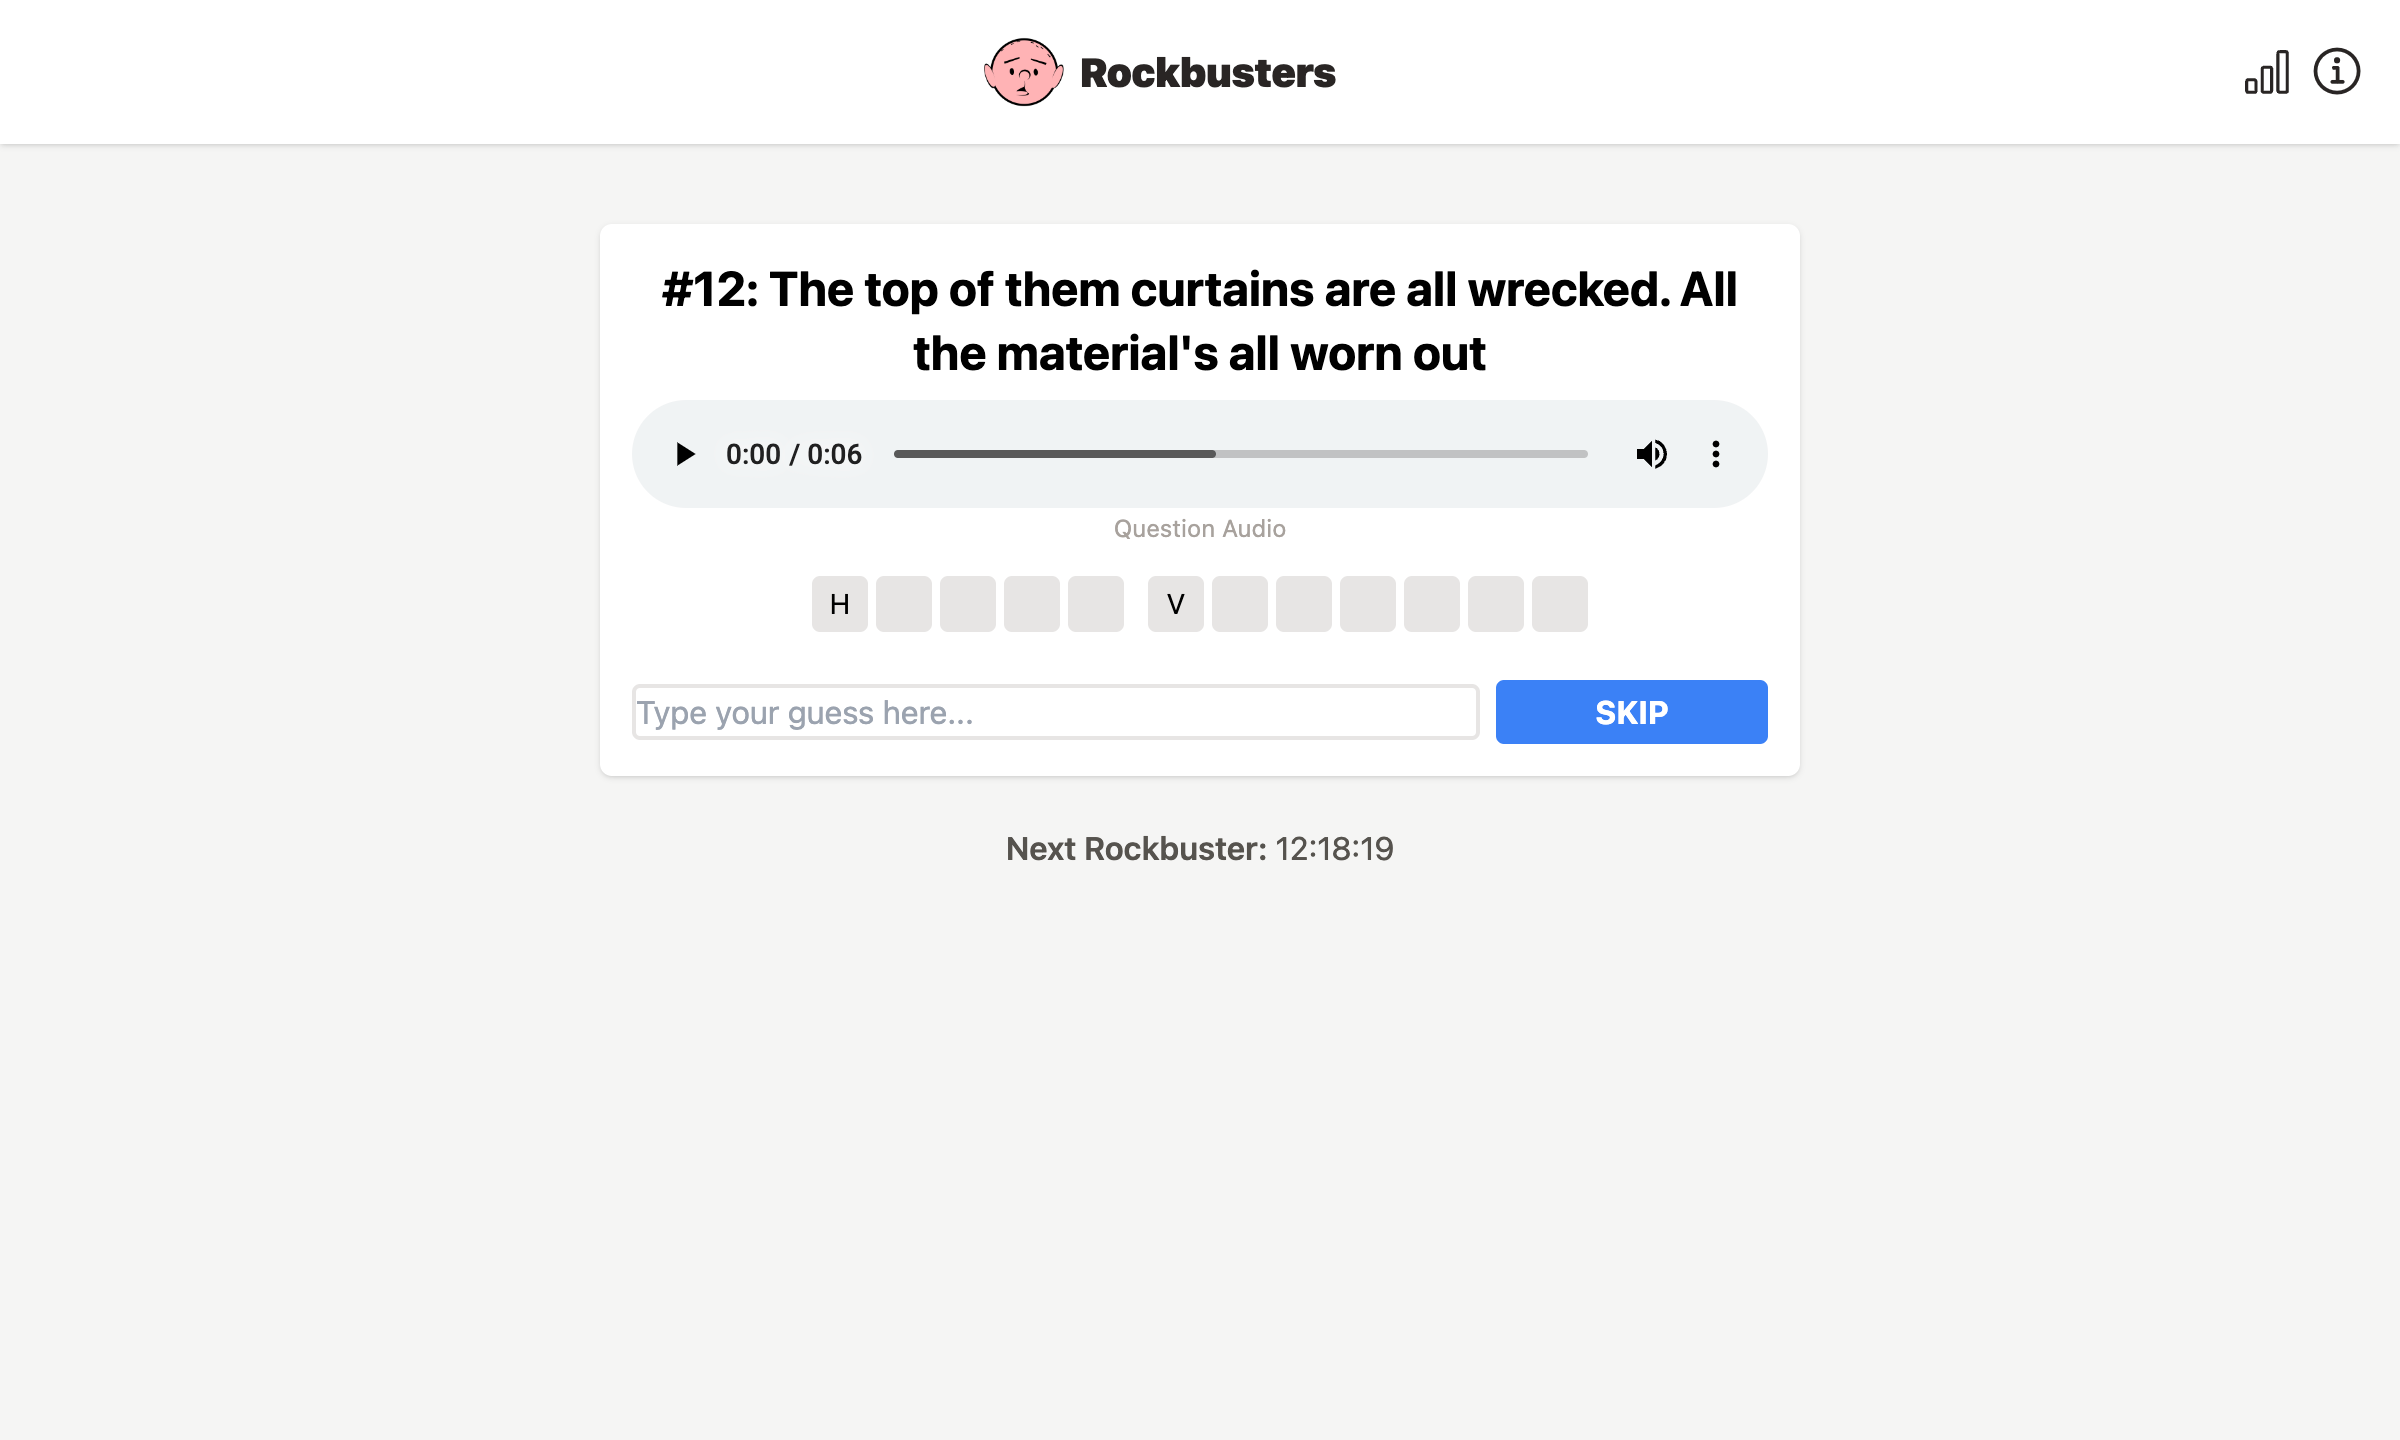 Rockbusters
#12: The top of them curtains are all wrecked. All
the material's all worn out
0:00 / 0:06
Question Audio
H V
Type your guess here...
SKIP
Next Rockbuster: 12:18:19